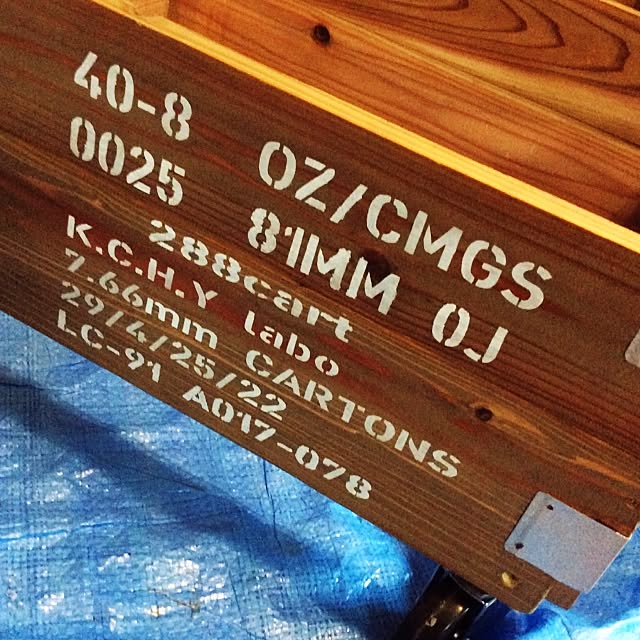 40-8 OZ/CMGS
0025 81MM OJ
288cart
K.C.H.Y labo
7.66mm CARTONS
29/4/25/22
LC-91 A017-078